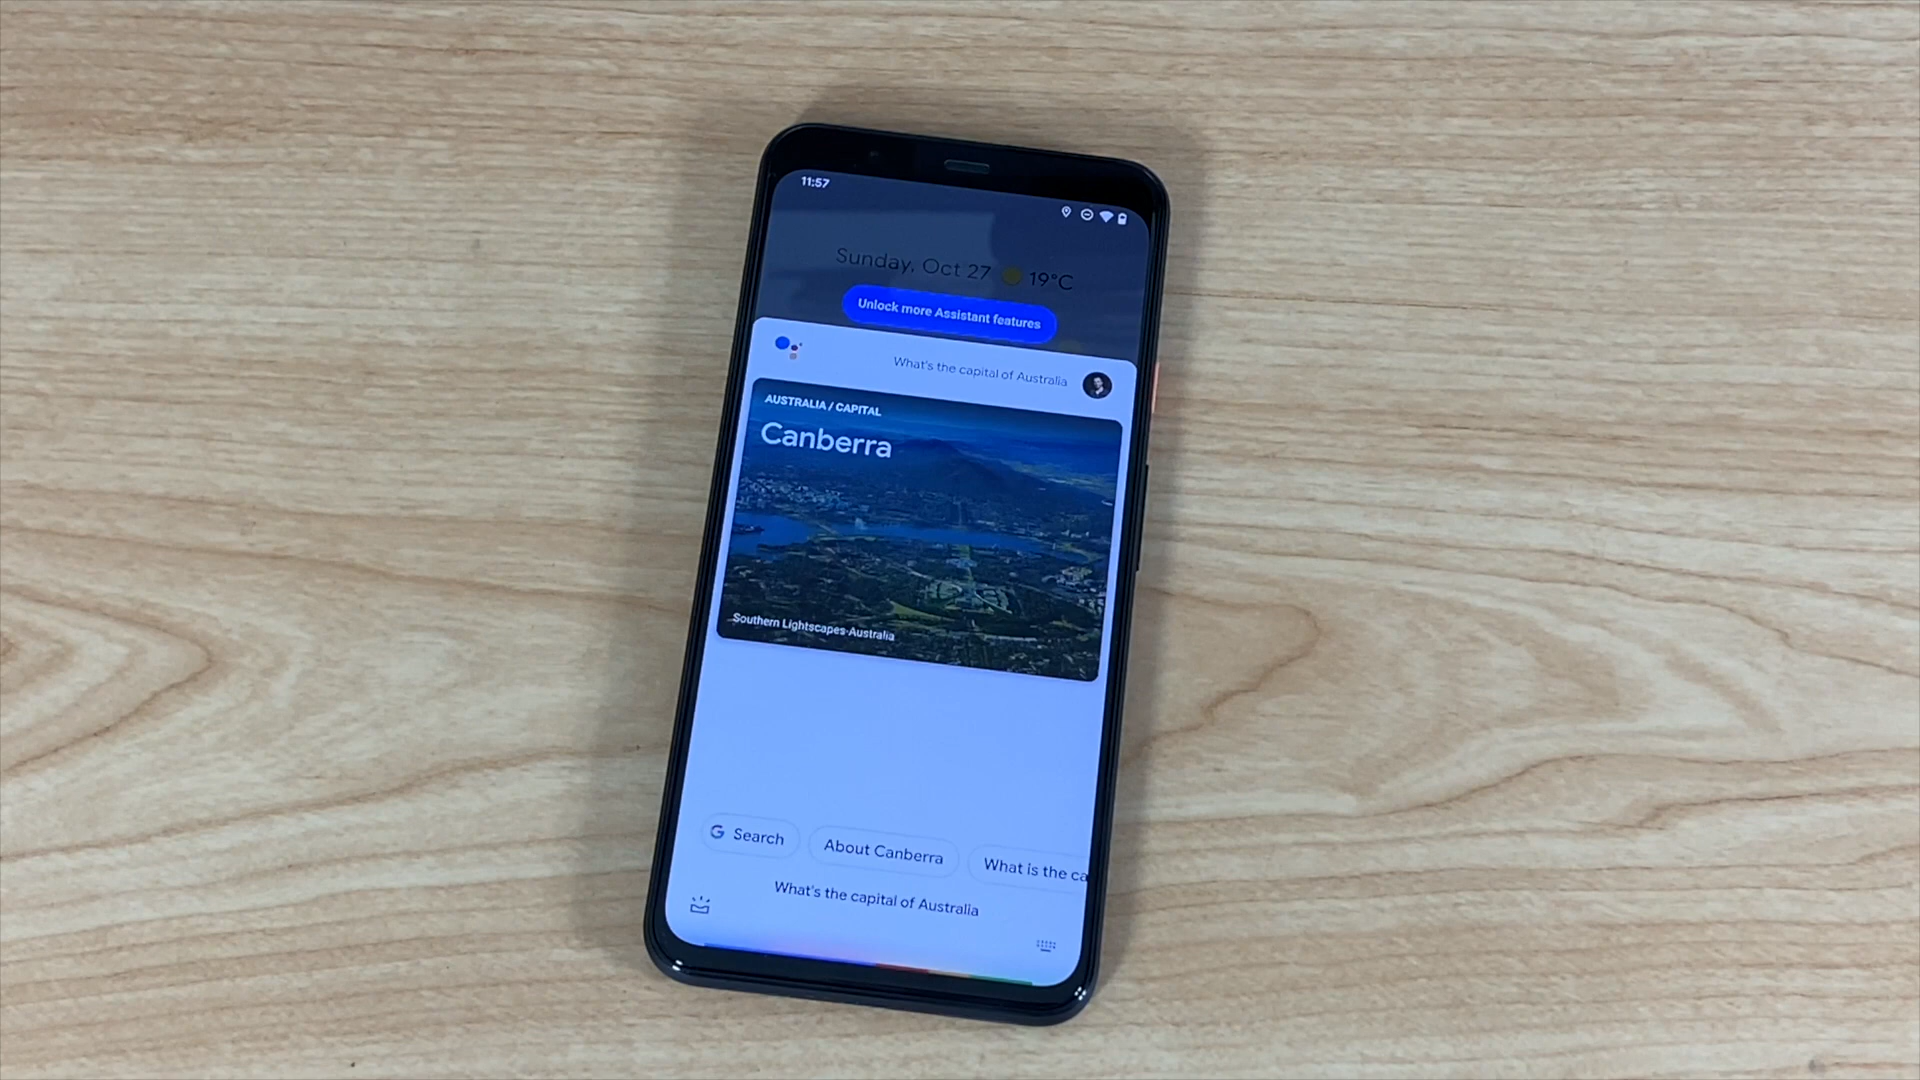 11:57
Sunday, Oct 27 19°C
Unlock more Assistant features
What's the capital of Australia
AUSTRALIA / CAPITAL
Canberra
Southern Lightscapes-Australia
G Search
About Canberra
What is the ca
What's the capital of Australia